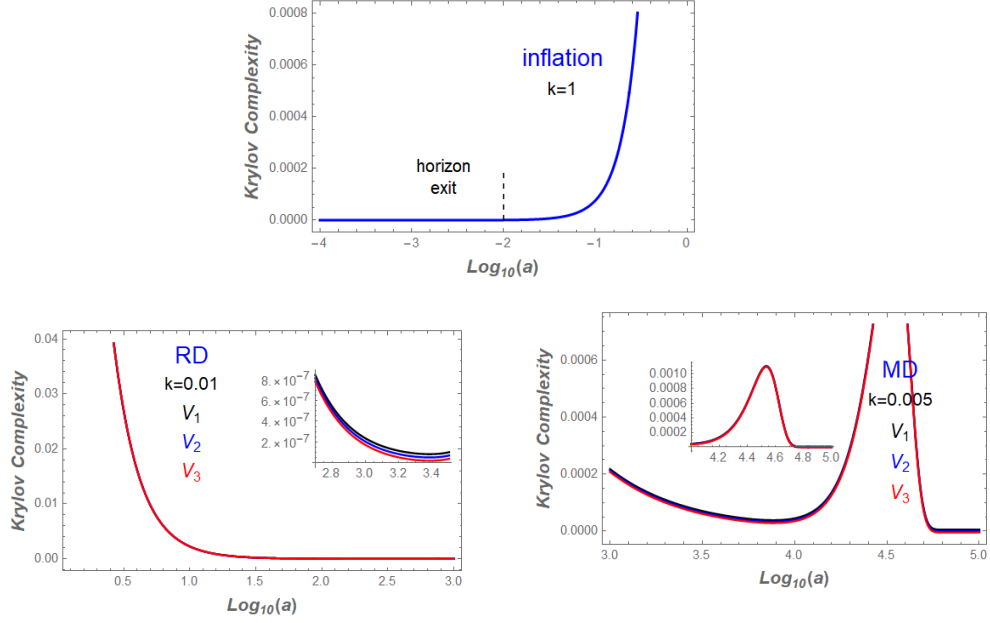 0.0008
0.0006
0.0004
0.0002
0.0000
Krylov Complexity
inflation
k=1
horizon
exit
−4 −3 −2 −1 0
Log10(a)
0.04
0.03
0.02
0.01
0.00
Krylov Complexity
RD
k=0.01
V1
V2
V3
8. × 10−7
6. × 10−7
4. × 10−7
2. × 10−7
2.8 3.0 3.2 3.4
0.5 1.0 1.5 2.0 2.5 3.0
Log10(a)
0.0006
0.0004
0.0002
0.0000
Krylov Complexity
0.0010
0.0008
0.0006
0.0004
0.0002
4.2 4.4 4.6 4.8 5.0
MD
k=0.005
V1
V2
V3
3.0 3.5 4.0 4.5 5.0
Log10(a)